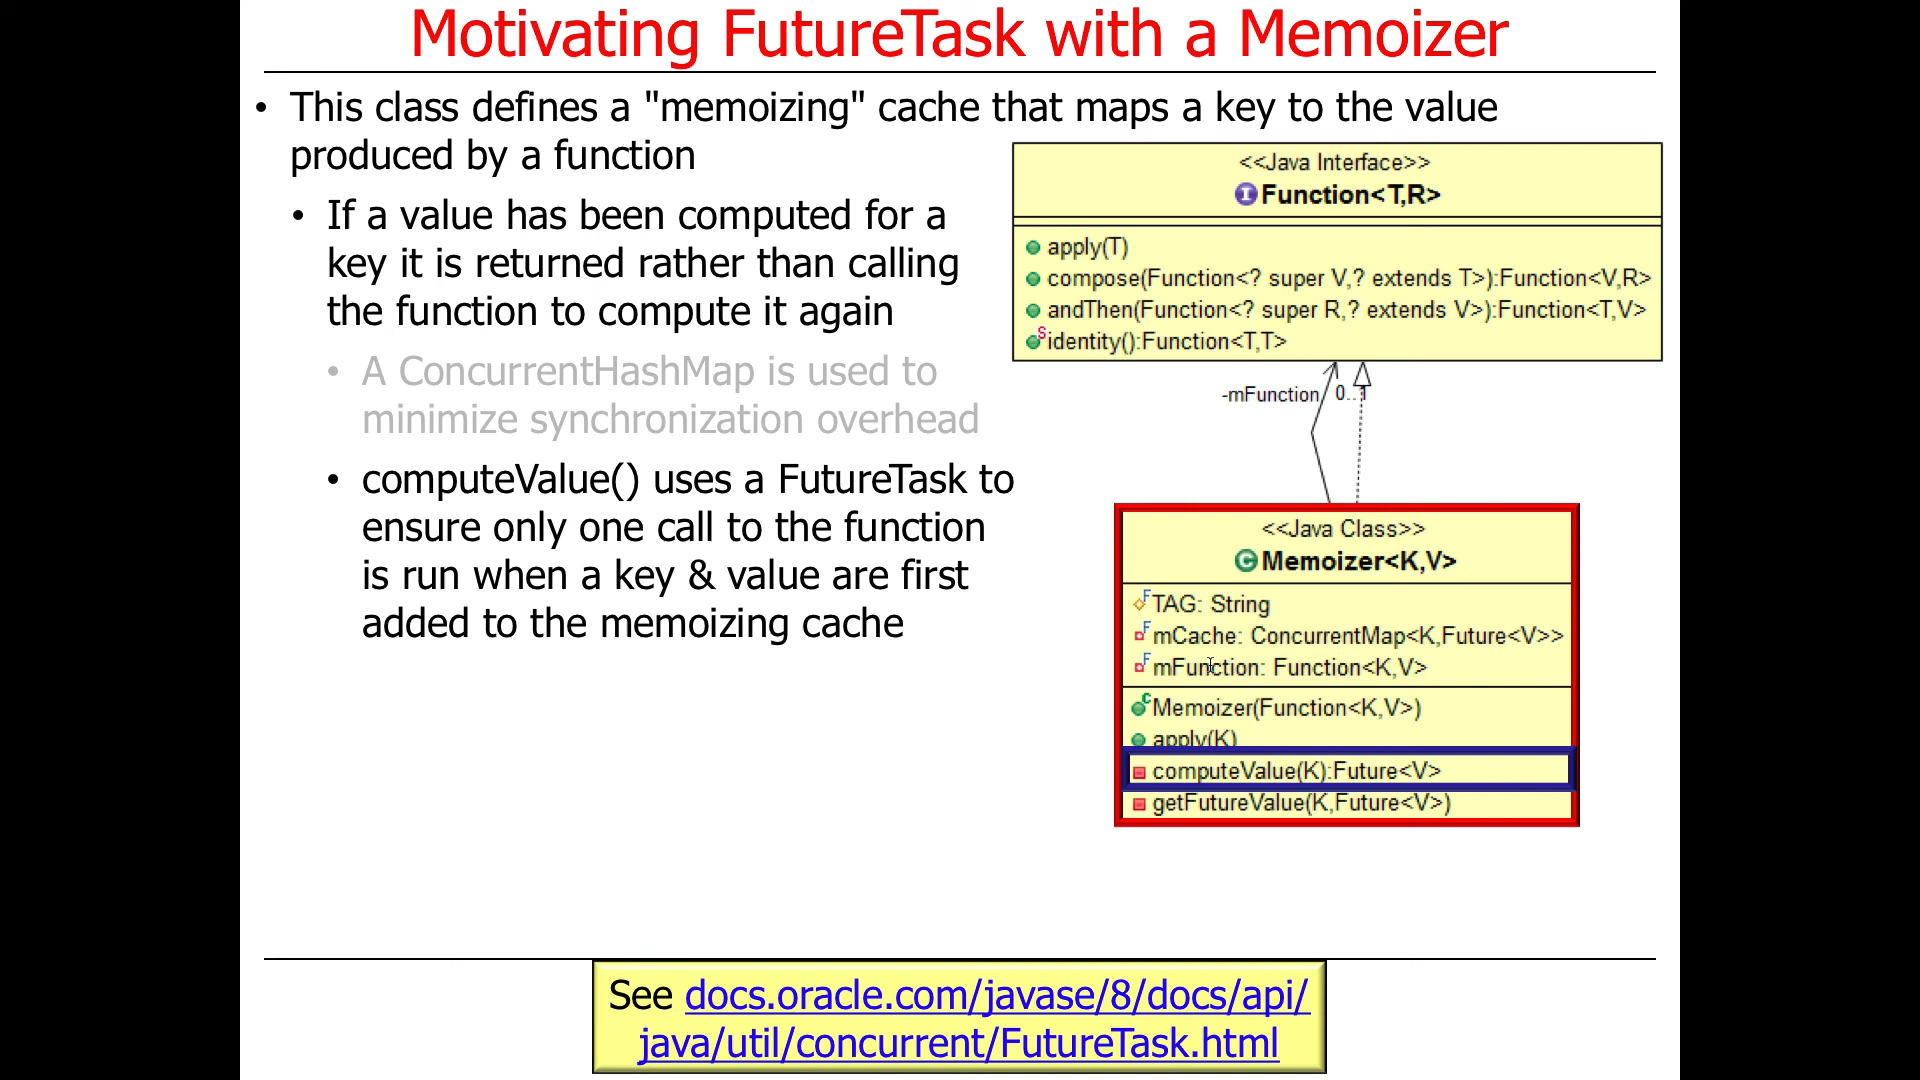 Motivating FutureTask with a Memoizer
• This class defines a "memoizing" cache that maps a key to the value
produced by a function
• If a value has been computed for a
key it is returned rather than calling
the function to compute it again
• A ConcurrentHashMap is used to
minimize synchronization overhead
• computeValue() uses a FutureTask to
ensure only one call to the function
is run when a key & value are first
added to the memoizing cache
<<Java Interface>>
I Function<T,R>
apply(T)
compose(Function<? super V,? extends T>):Function<V,R>
andThen(Function<? super R,? extends V>):Function<T,V>
S identity():Function<T,T>
-mFunction 0..1
<<Java Class>>
C Memoizer<K,V>
F TAG: String
F mCache: ConcurrentMap<K,Future<V>>
F mFunction: Function<K,V>
C Memoizer(Function<K,V>)
apply(K)
computeValue(K):Future<V>
getFutureValue(K,Future<V>)
See docs.oracle.com/javase/8/docs/api/
java/util/concurrent/FutureTask.html